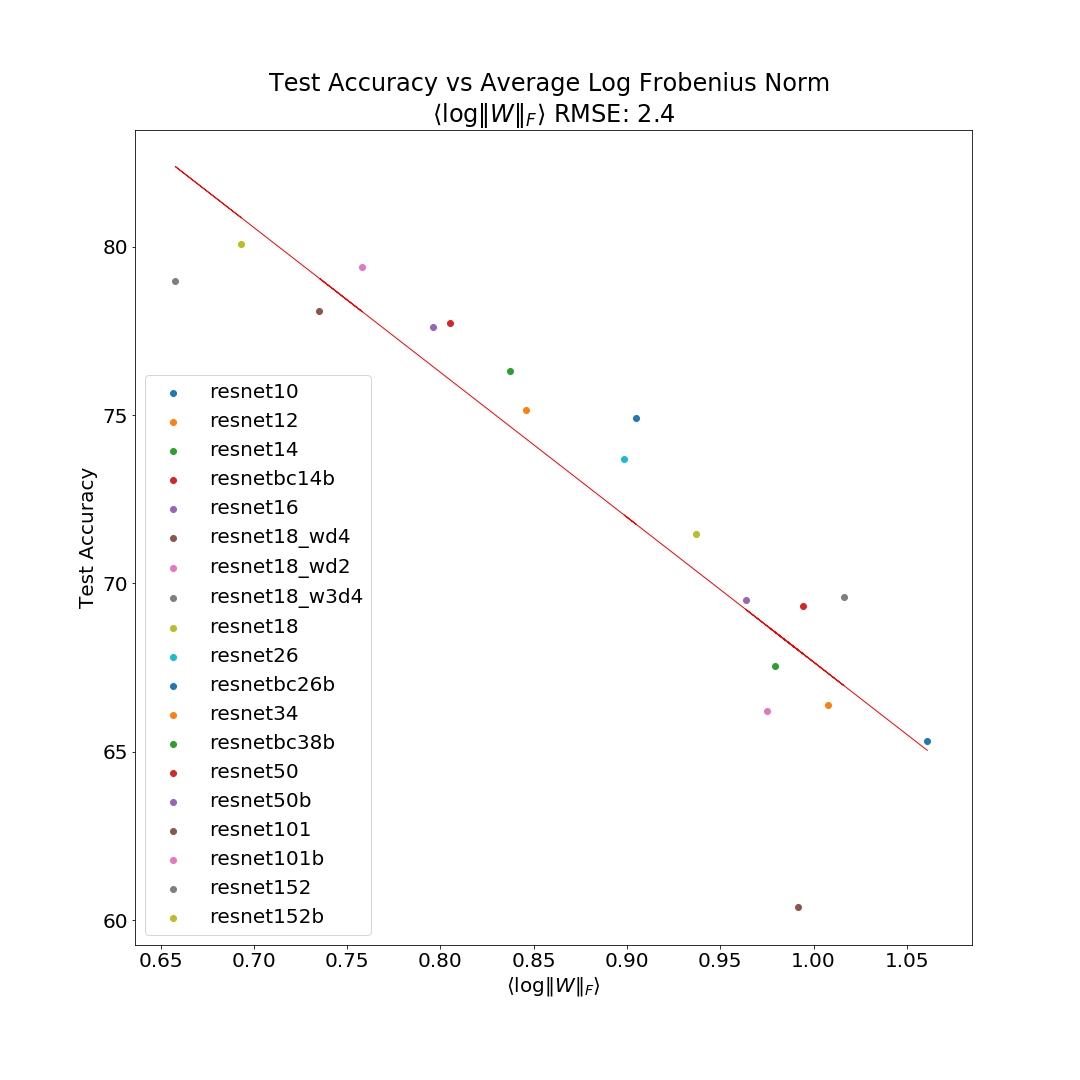 Test Accuracy vs Average Log Frobenius Norm
⟨log‖W‖F⟩ RMSE: 2.4
Test Accuracy
80
75
70
65
60
resnet10
resnet12
resnet14
resnetbc14b
resnet16
resnet18_wd4
resnet18_wd2
resnet18_w3d4
resnet18
resnet26
resnetbc26b
resnet34
resnetbc38b
resnet50
resnet50b
resnet101
resnet101b
resnet152
resnet152b
0.65 0.70 0.75 0.80 0.85 0.90 0.95 1.00 1.05
⟨log‖W‖F⟩